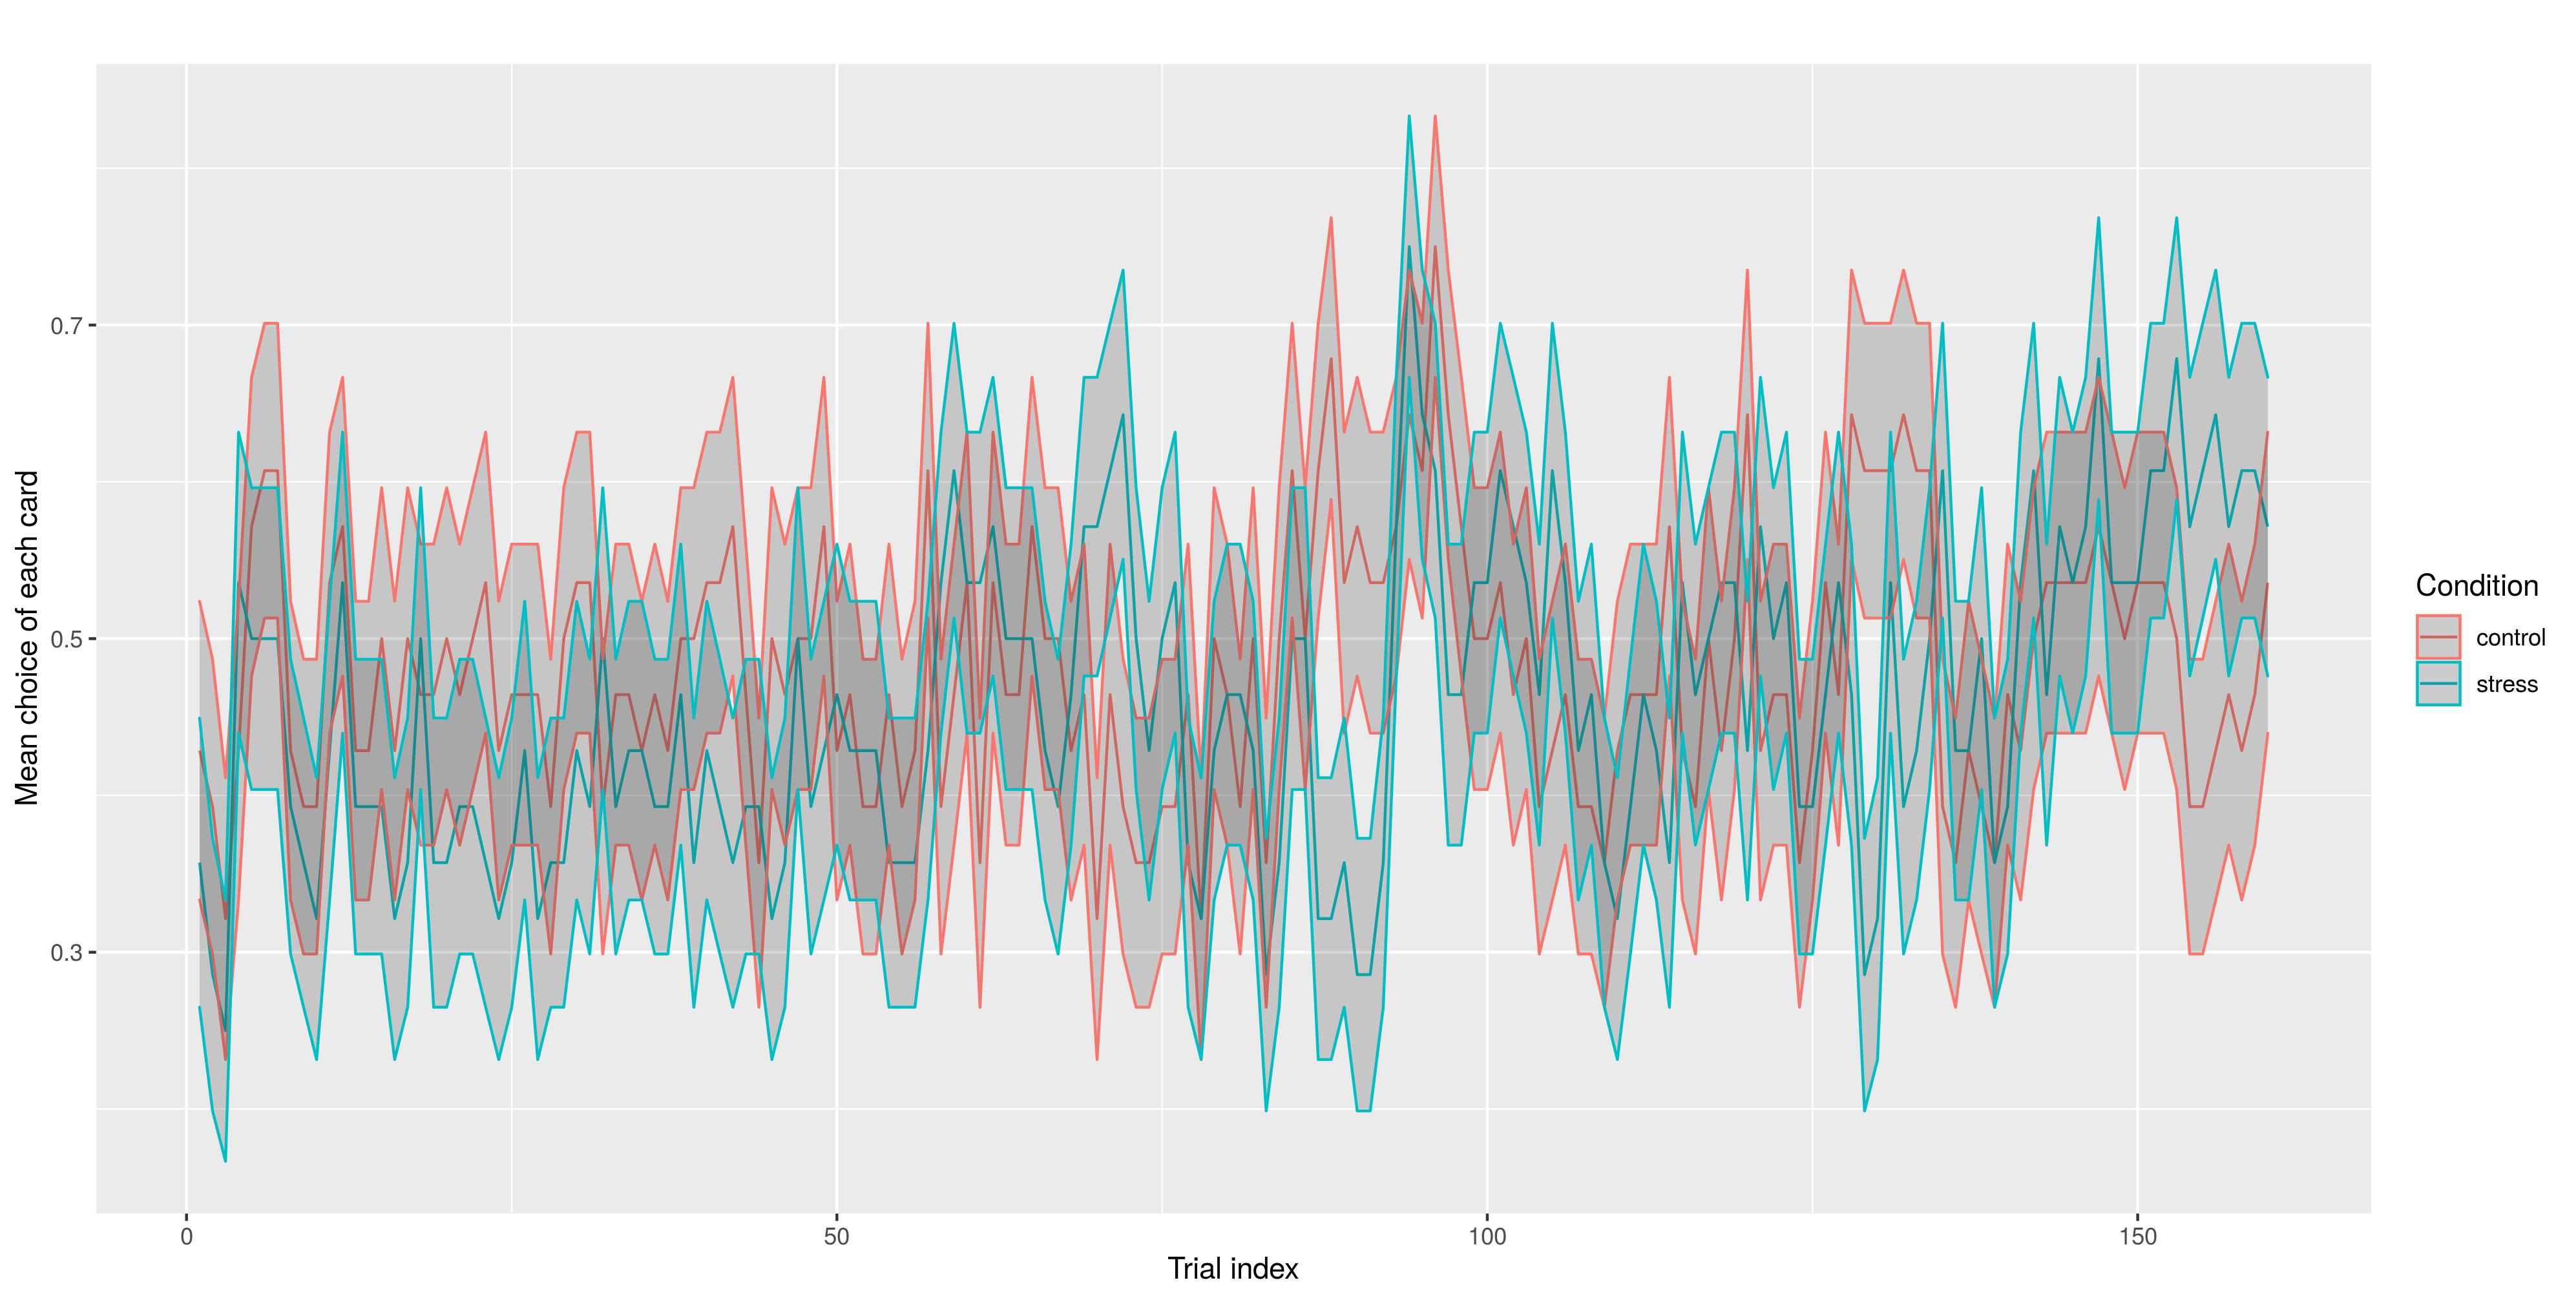 Mean choice of each card
0.7
0.5
0.3
0
50
100
150
Trial index
Condition
control
stress